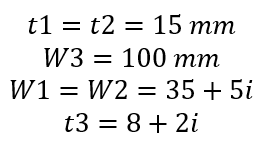 t1 = t2 = 15 mm
W3 = 100 mm
W1 = W2 = 35 + 5i
t3 = 8 + 2i